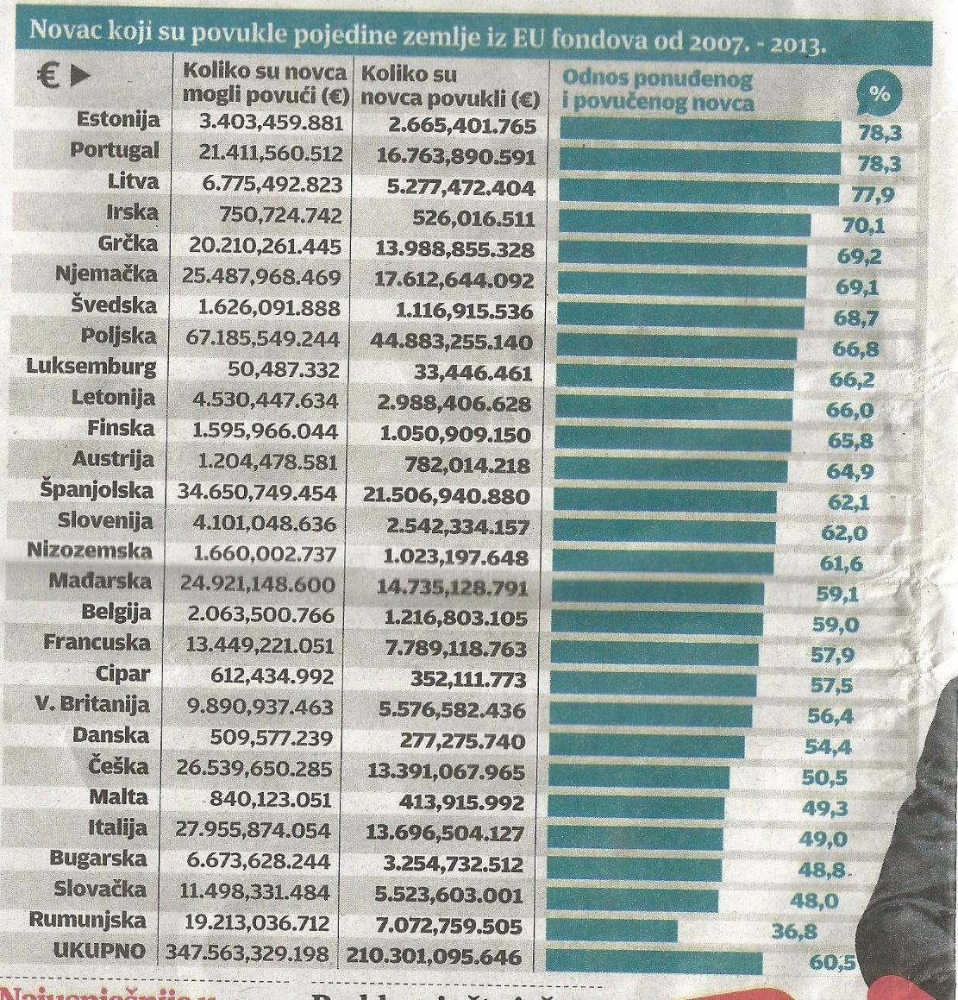 Novac koji su povukle pojedine zemlje iz EU fondova od 2007. - 2013.
€ Koliko su novca mogli povući (€) Koliko su novca povukli (€) Odnos ponuđenog i povučenog novca %
Estonija 3.403,459.881 2.665,401.765 78,3
Portugal 21.411,560.512 16.763,890.591 78,3
Litva 6.775,492.823 5.277,472.404 77,9
Irska 750,724.742 526,016.511 70,1
Grčka 20.210,261.445 13.988,855.328 69,2
Njemačka 25.487,968.469 17.612,644.092 69,1
Švedska 1.626,091.888 1.116,915.536 68,7
Poljska 67.185,549.244 44.883,255.140 66,8
Luksemburg 50,487.332 33,446.461 66,2
Letonija 4.530,447.634 2.988,406.628 66,0
Finska 1.595,966.044 1.050,909.150 65,8
Austrija 1.204,478.581 782,014.218 64,9
Španjolska 34.650,749.454 21.506,940.880 62,1
Slovenija 4.101,048.636 2.542,334.157 62,0
Nizozemska 1.660,002.737 1.023,197.648 61,6
Mađarska 24.921,148.600 14.735,128.791 59,1
Belgija 2.063,500.766 1.216,803.105 59,0
Francuska 13.449,221.051 7.789,118.763 57,9
Cipar 612,434.992 352,111.773 57,5
V. Britanija 9.890,937.463 5.576,582.436 56,4
Danska 509,577.239 277,275.740 54,4
Češka 26.539,650.285 13.391,067.965 50,5
Malta 840,123.051 413,915.992 49,3
Italija 27.955,874.054 13.696,504.127 49,0
Bugarska 6.673,628.244 3.254,732.512 48,8
Slovačka 11.498,331.484 5.523,603.001 48,0
Rumunjska 19.213,036.712 7.072,759.505 36,8
UKUPNO 347.563,329.198 210.301,095.646 60,5